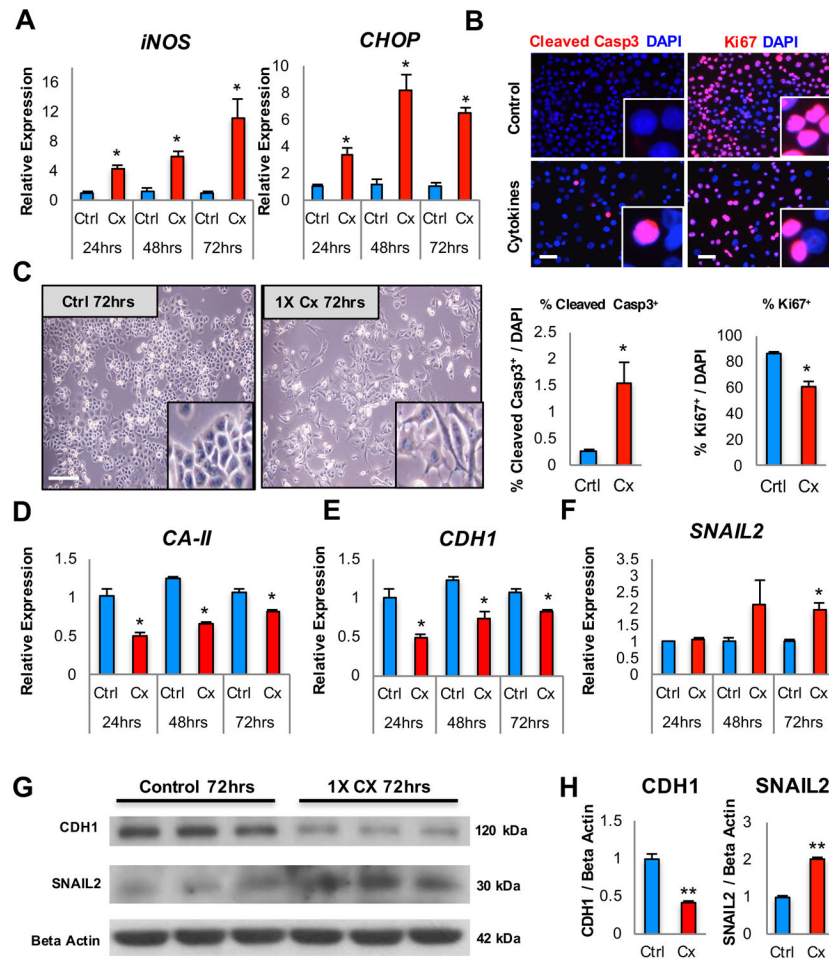 A
iNOS
Relative Expression
16
12
8
4
0
*
*
*
Ctrl Cx Ctrl Cx Ctrl Cx
24hrs 48hrs 72hrs
CHOP
Relative Expression
10
8
6
4
2
0
*
*
*
Ctrl Cx Ctrl Cx Ctrl Cx
24hrs 48hrs 72hrs
B
Cleaved Casp3 DAPI
Ki67 DAPI
Control
Cytokines
% Cleaved Casp3+
% Cleaved Casp3+ / DAPI
2.5
2
1.5
1
0.5
0
*
Crtl Cx
% Ki67+
% Ki67+ / DAPI
100
80
60
40
20
0
*
Crtl Cx
C
Ctrl 72hrs
1X Cx 72hrs
D
CA-II
Relative Expression
1.5
1
0.5
0
*
*
*
Ctrl Cx Ctrl Cx Ctrl Cx
24hrs 48hrs 72hrs
E
CDH1
Relative Expression
1.5
1
0.5
0
*
*
*
Ctrl Cx Ctrl Cx Ctrl Cx
24hrs 48hrs 72hrs
F
SNAIL2
Relative Expression
3.5
3
2.5
2
1.5
1
0.5
*
Ctrl Cx Ctrl Cx Ctrl Cx
24hrs 48hrs 72hrs
G
Control 72hrs
1X CX 72hrs
CDH1
120 kDa
SNAIL2
30 kDa
Beta Actin
42 kDa
H
CDH1
CDH1 / Beta Actin
1.5
1
0.5
0
**
Ctrl Cx
SNAIL2
SNAIL2 / Beta Actin
3
2
1
0
**
Ctrl Cx